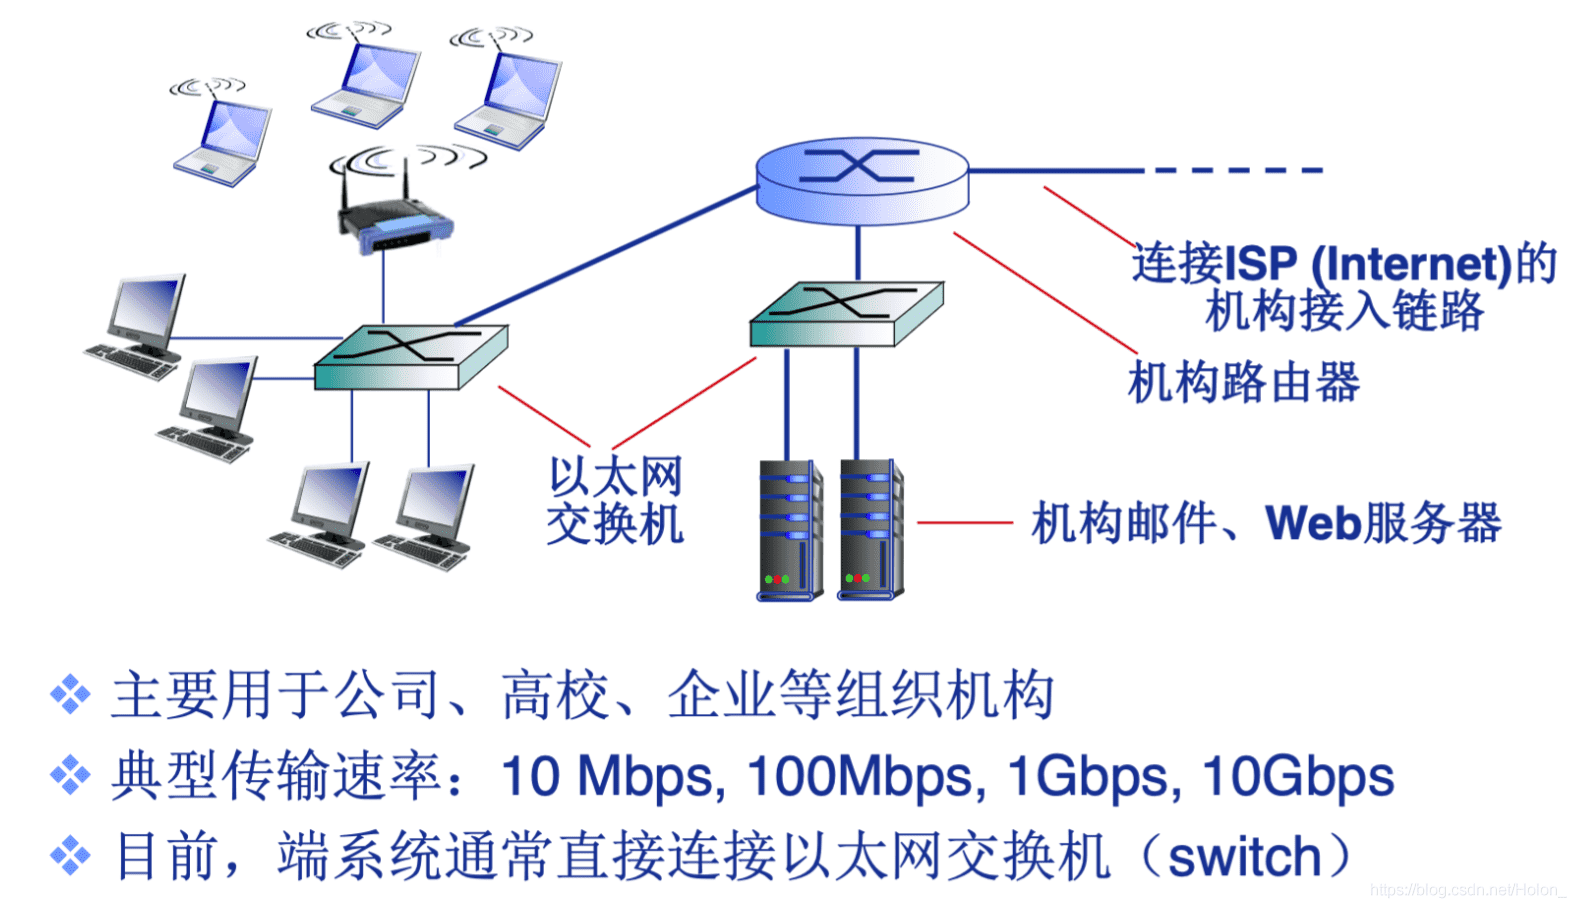 连接ISP (Internet)的
机构接入链路
机构路由器
以太网
交换机
机构邮件、Web服务器
主要用于公司、高校、企业等组织机构
典型传输速率：10 Mbps, 100Mbps, 1Gbps, 10Gbps
目前，端系统通常直接连接以太网交换机（switch）
https://blog.csdn.net/Holon_